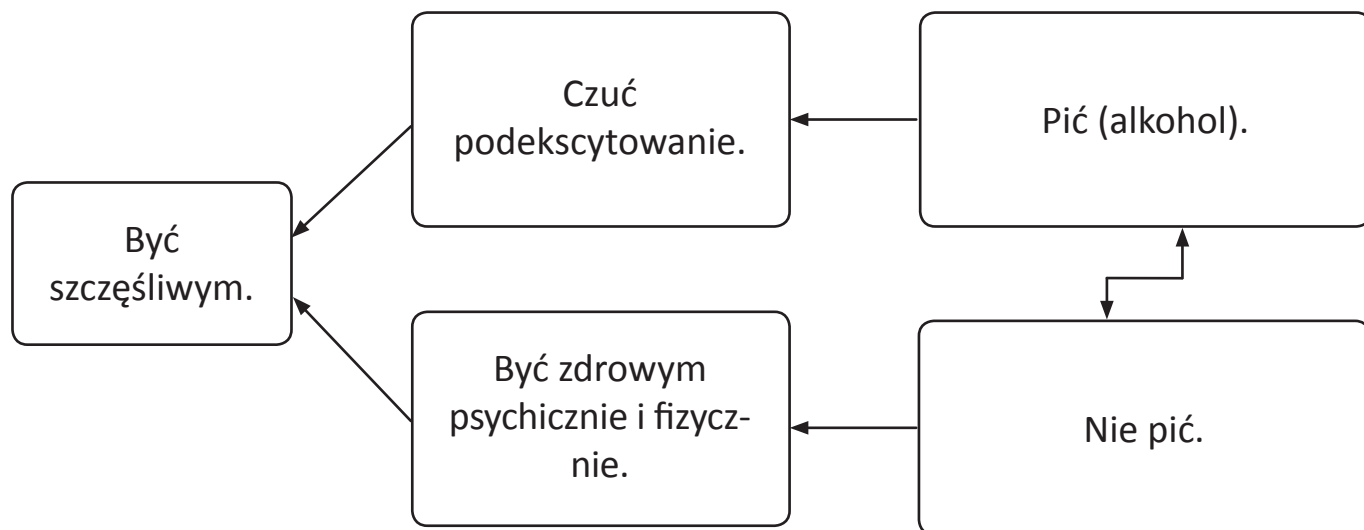 Czuć
podekscytowanie.
Pić (alkohol).
Być
szczęśliwym.
Być zdrowym
psychicznie i fizycz-
nie.
Nie pić.